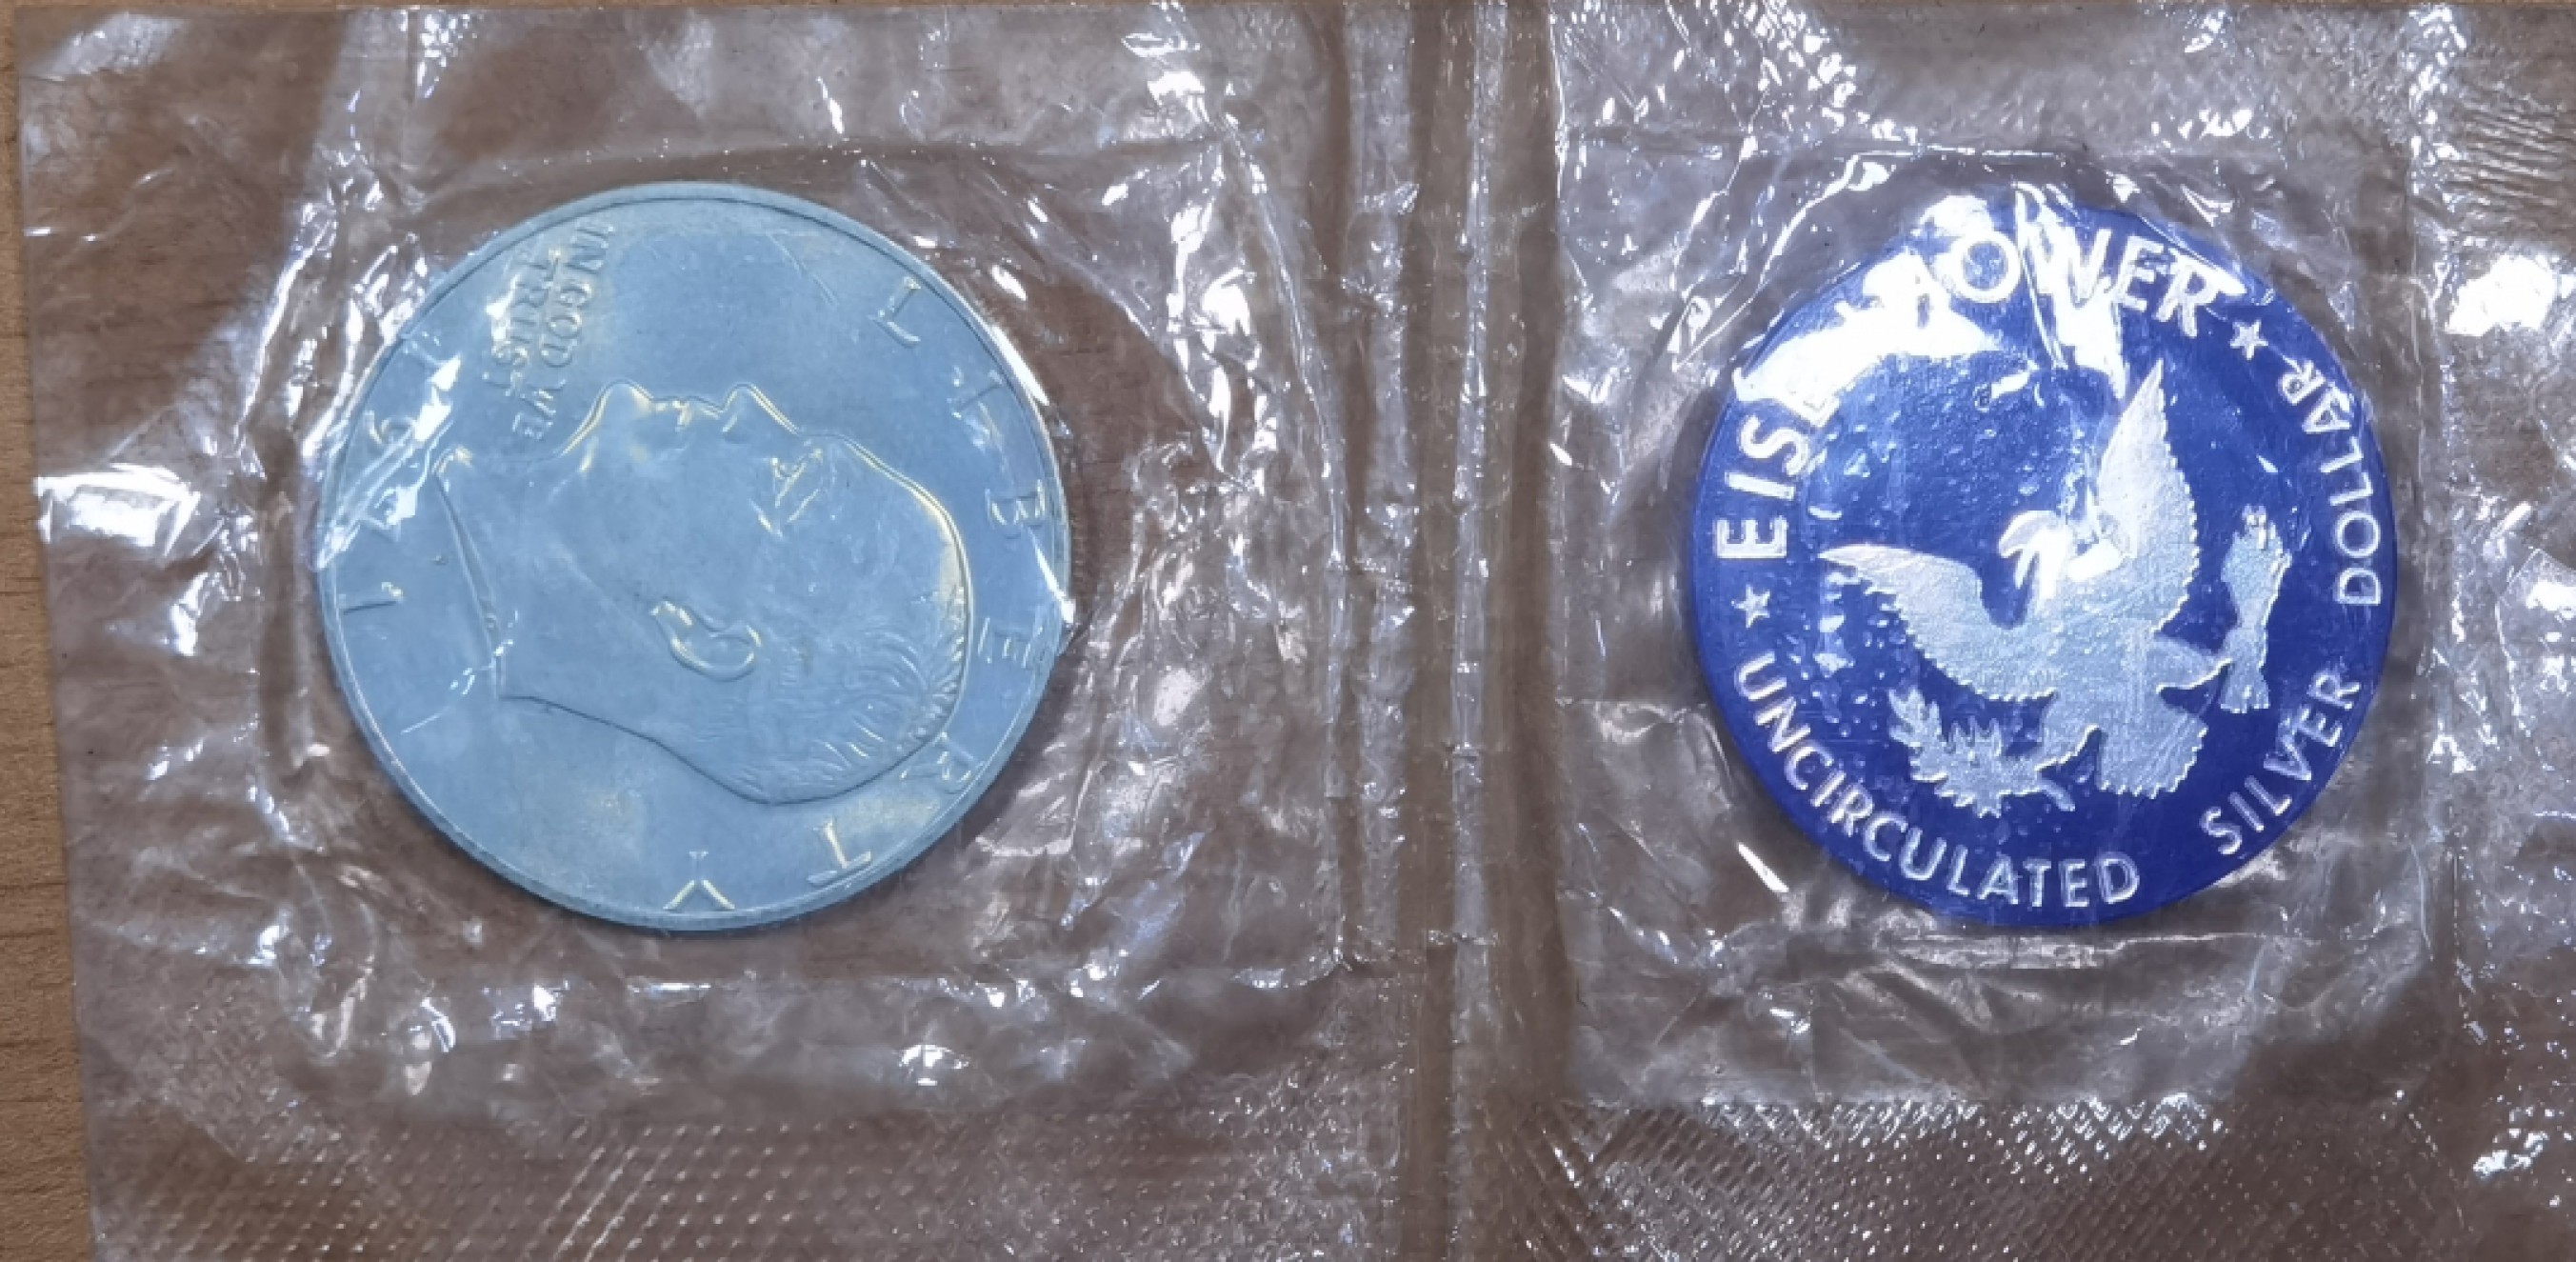 LIBERTY
IN GOD WE
TRUST
★ EISENHOWER ★
UNCIRCULATED SILVER DOLLAR